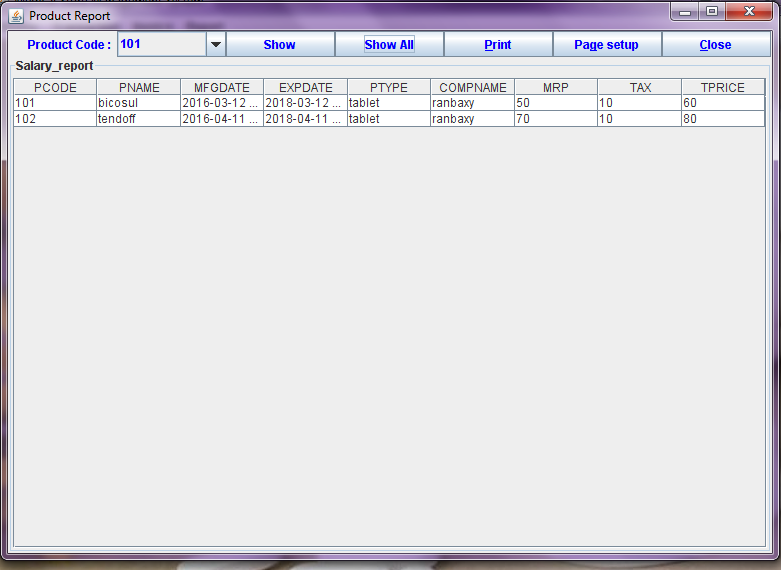 Product Report
Product Code : 101 Show Show All Print Page setup Close
Salary_report
PCODE PNAME MFGDATE EXPDATE PTYPE COMPNAME MRP TAX TPRICE
101 bicosul 2016-03-12 ... 2018-03-12 ... tablet ranbaxy 50 10 60
102 tendoff 2016-04-11 ... 2018-04-11 ... tablet ranbaxy 70 10 80